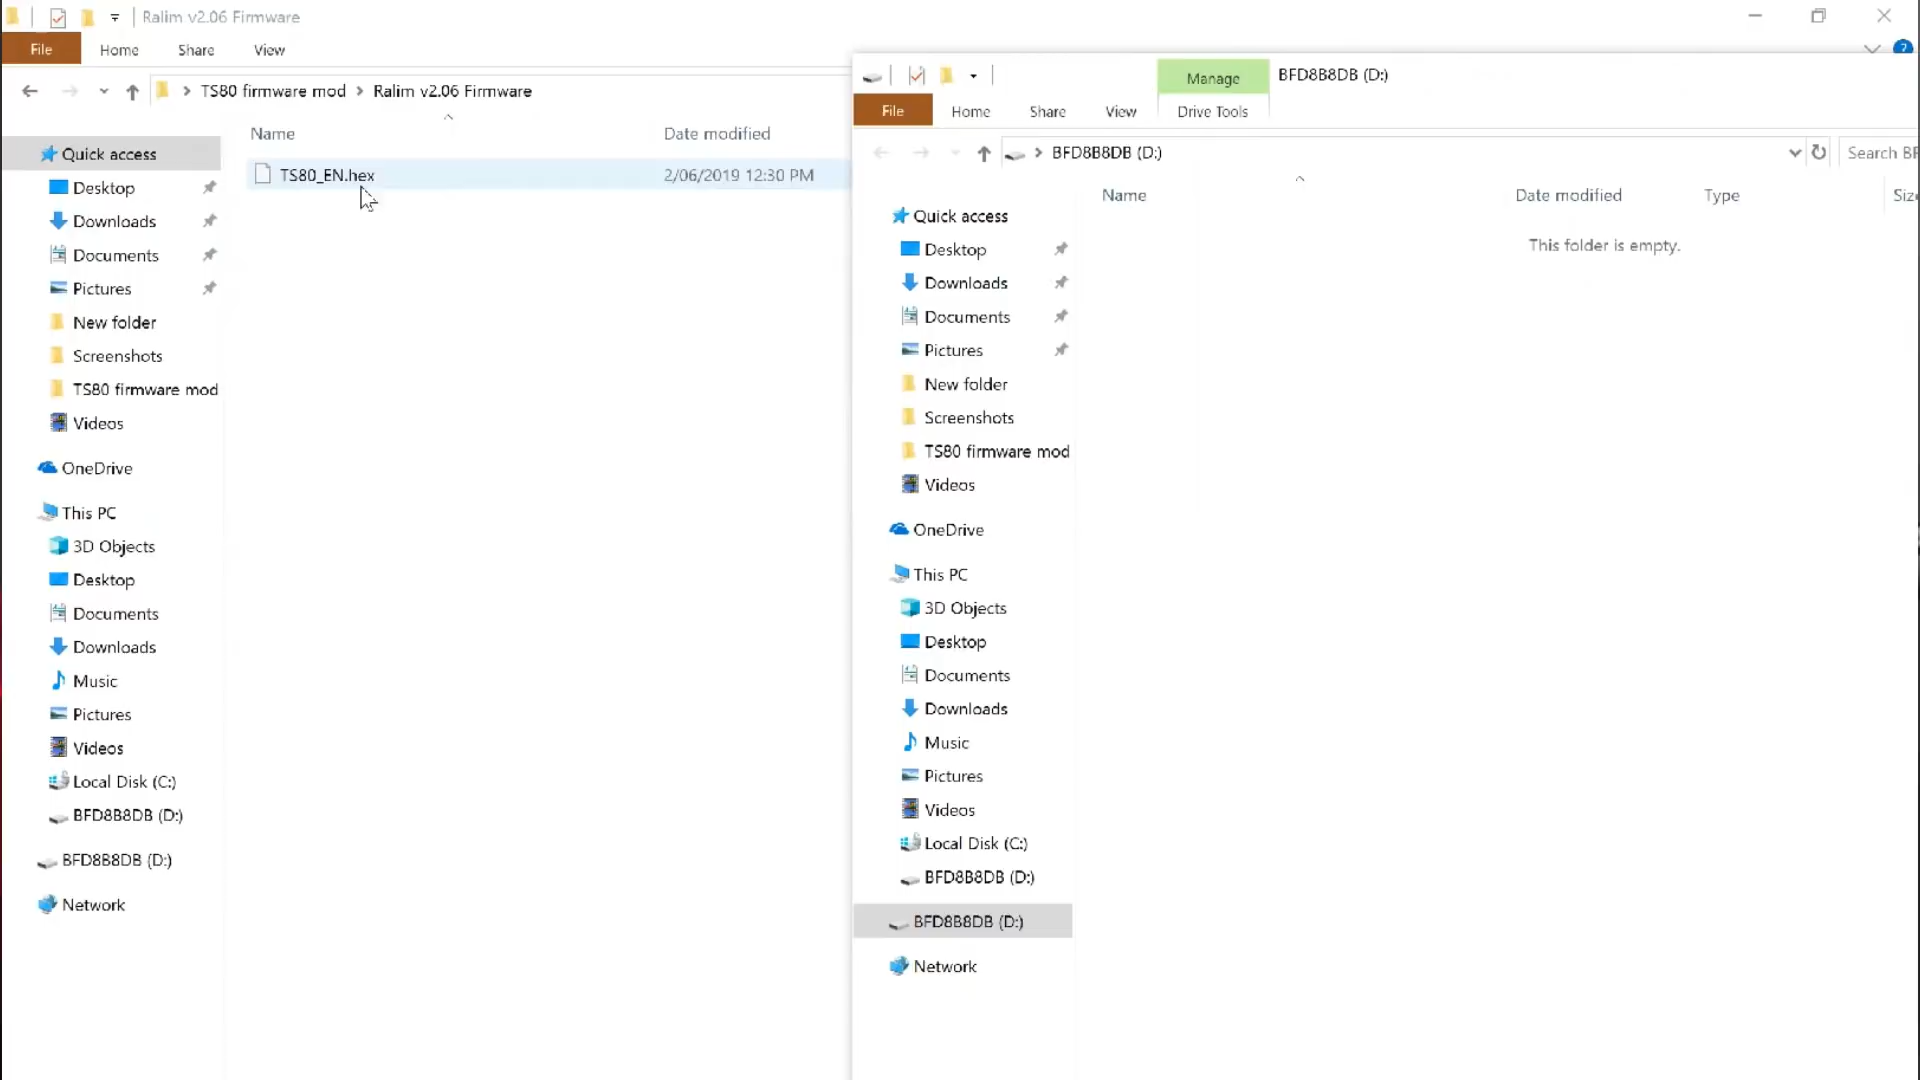 Ralim v2.06 Firmware
File Home Share View
TS80 firmware mod Ralim v2.06 Firmware
Name Date modified
TS80_EN.hex 2/06/2019 12:30 PM
Quick access
Desktop
Downloads
Documents
Pictures
New folder
Screenshots
TS80 firmware mod
Videos
OneDrive
This PC
3D Objects
Desktop
Documents
Downloads
Music
Pictures
Videos
Local Disk (C:)
BFD8B8DB (D:)
BFD8B8DB (D:)
Network
Manage BFD8B8DB (D:)
File Home Share View Drive Tools
BFD8B8DB (D:) Search BF
Name Date modified Type Size
This folder is empty.
Quick access
Desktop
Downloads
Documents
Pictures
New folder
Screenshots
TS80 firmware mod
Videos
OneDrive
This PC
3D Objects
Desktop
Documents
Downloads
Music
Pictures
Videos
Local Disk (C:)
BFD8B8DB (D:)
BFD8B8DB (D:)
Network